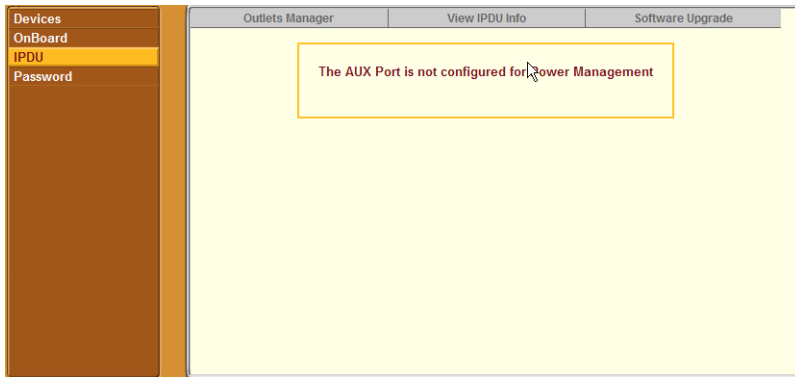 Devices
OnBoard
IPDU
Password
Outlets Manager
View IPDU Info
Software Upgrade
The AUX Port is not configured for Power Management